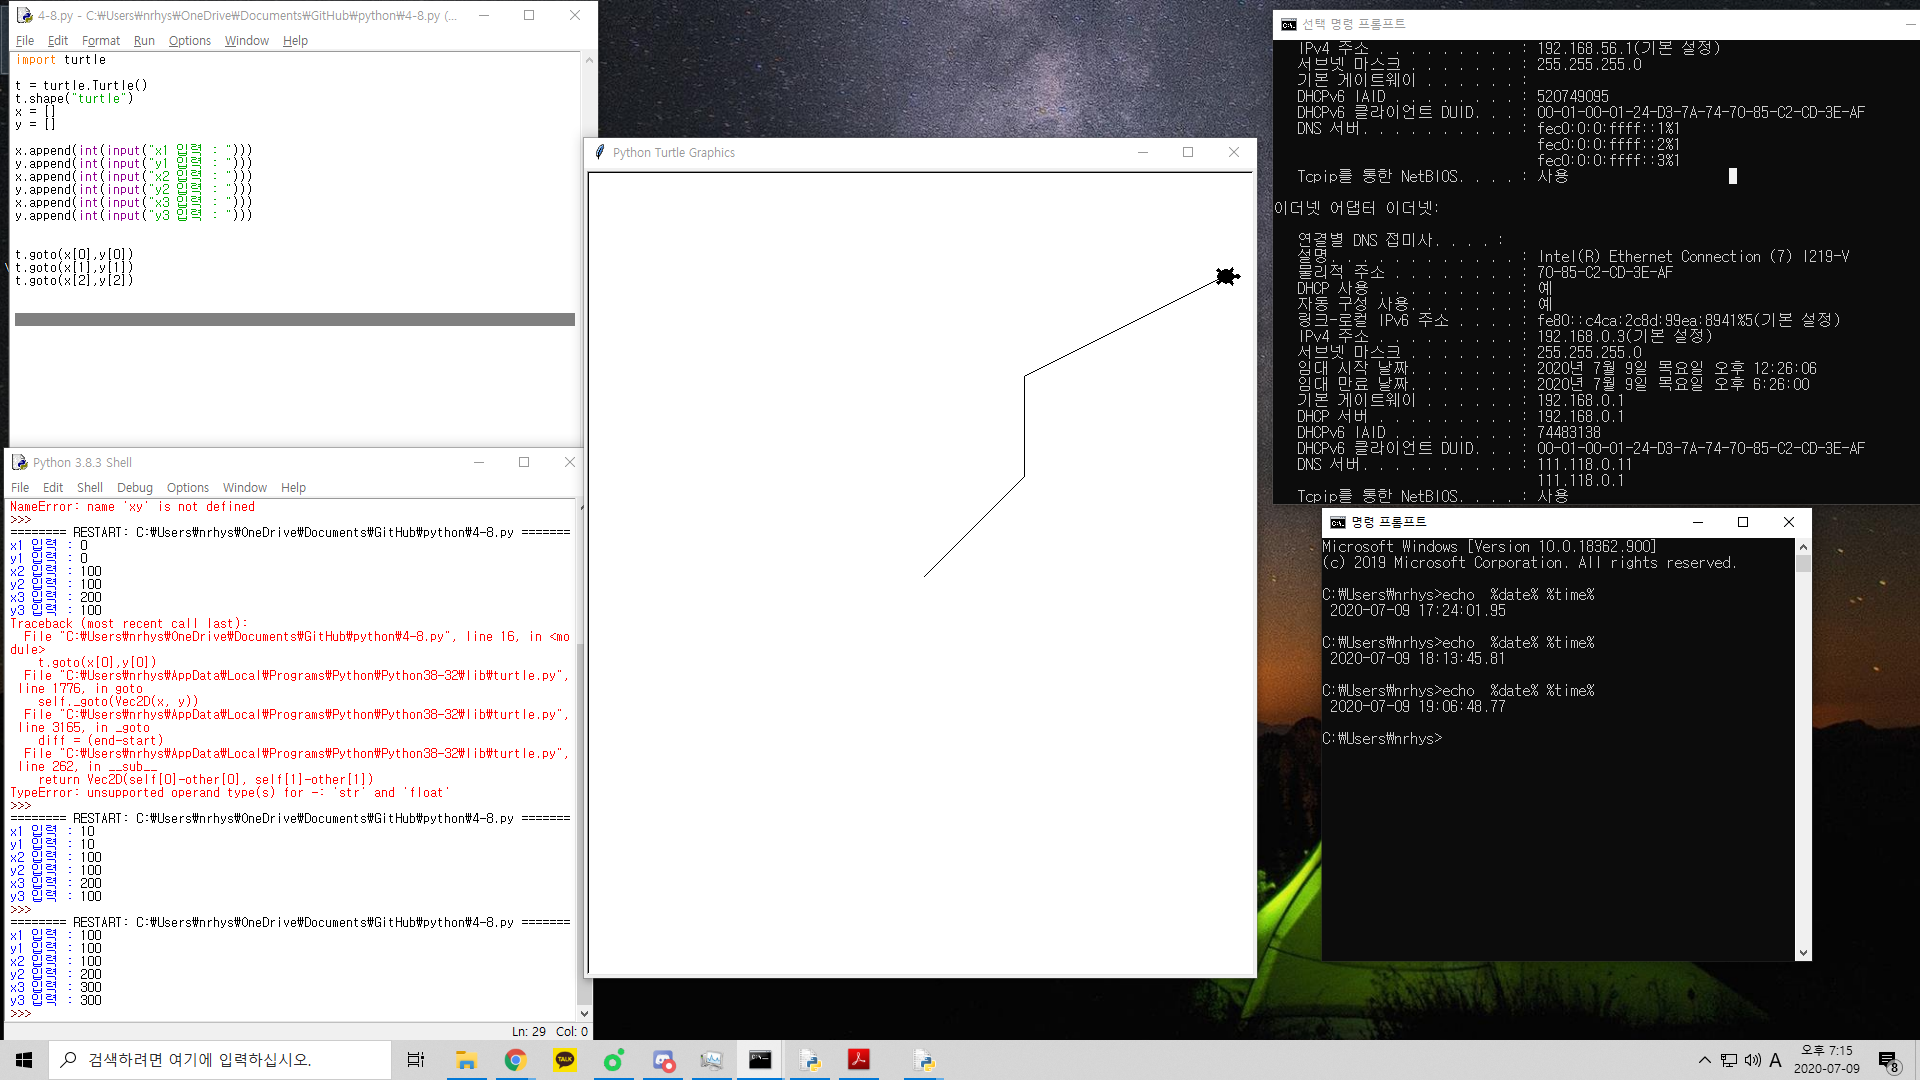 4-8.py - C:₩Users₩nrhys₩OneDrive₩Documents₩GitHub₩python₩4-8.py (...
File Edit Format Run Options Window Help
import turtle
t = turtle.Turtle()
t.shape("turtle")
x = []
y = []
x.append(int(input("x1 입력 : ")))
y.append(int(input("y1 입력 : ")))
x.append(int(input("x2 입력 : ")))
y.append(int(input("y2 입력 : ")))
x.append(int(input("x3 입력 : ")))
y.append(int(input("y3 입력 : ")))
t.goto(x[0],y[0])
t.goto(x[1],y[1])
t.goto(x[2],y[2])
Python 3.8.3 Shell
File Edit Shell Debug Options Window Help
NameError: name 'xy' is not defined
>>>
======== RESTART: C:₩Users₩nrhys₩OneDrive₩Documents₩GitHub₩python₩4-8.py =======
x1 입력 : 0
y1 입력 : 0
x2 입력 : 100
y2 입력 : 100
x3 입력 : 200
y3 입력 : 100
Traceback (most recent call last):
File "C:₩Users₩nrhys₩OneDrive₩Documents₩GitHub₩python₩4-8.py", line 16, in <mo
dule>
t.goto(x[0],y[0])
File "C:₩Users₩nrhys₩AppData₩Local₩Programs₩Python₩Python38-32₩lib₩turtle.py",
line 1776, in goto
self._goto(Vec2D(x, y))
File "C:₩Users₩nrhys₩AppData₩Local₩Programs₩Python₩Python38-32₩lib₩turtle.py",
line 3165, in _goto
diff = (end-start)
File "C:₩Users₩nrhys₩AppData₩Local₩Programs₩Python₩Python38-32₩lib₩turtle.py",
line 262, in __sub__
return Vec2D(self[0]-other[0], self[1]-other[1])
TypeError: unsupported operand type(s) for -: 'str' and 'float'
>>>
======== RESTART: C:₩Users₩nrhys₩OneDrive₩Documents₩GitHub₩python₩4-8.py =======
x1 입력 : 10
y1 입력 : 10
x2 입력 : 100
y2 입력 : 100
x3 입력 : 200
y3 입력 : 100
>>>
======== RESTART: C:₩Users₩nrhys₩OneDrive₩Documents₩GitHub₩python₩4-8.py =======
x1 입력 : 100
y1 입력 : 100
x2 입력 : 100
y2 입력 : 200
x3 입력 : 300
y3 입력 : 300
>>>
Ln: 29 Col: 0
Python Turtle Graphics
선택 명령 프롬프트
IPv4 주소 . . . . . . . . . : 192.168.56.1(기본 설정)
서브넷 마스크 . . . . . . . : 255.255.255.0
기본 게이트웨이 . . . . . . :
DHCPv6 IAID . . . . . . . . : 520749095
DHCPv6 클라이언트 DUID. . . : 00-01-00-01-24-D3-7A-74-70-85-C2-CD-3E-AF
DNS 서버. . . . . . . . . . : fec0:0:0:ffff::1%1
fec0:0:0:ffff::2%1
fec0:0:0:ffff::3%1
Tcpip를 통한 NetBIOS. . . . : 사용
이더넷 어댑터 이더넷:
연결별 DNS 접미사. . . . :
설명. . . . . . . . . . . . : Intel(R) Ethernet Connection (7) I219-V
물리적 주소 . . . . . . . . : 70-85-C2-CD-3E-AF
DHCP 사용 . . . . . . . . . : 예
자동 구성 사용. . . . . . . : 예
링크-로컬 IPv6 주소 . . . . : fe80::c4ca:2c8d:99ea:8941%5(기본 설정)
IPv4 주소 . . . . . . . . . : 192.168.0.3(기본 설정)
서브넷 마스크 . . . . . . . : 255.255.255.0
임대 시작 날짜. . . . . . . : 2020년 7월 9일 목요일 오후 12:26:06
임대 만료 날짜. . . . . . . : 2020년 7월 9일 목요일 오후 6:26:00
기본 게이트웨이 . . . . . . : 192.168.0.1
DHCP 서버 . . . . . . . . . : 192.168.0.1
DHCPv6 IAID . . . . . . . . : 74483138
DHCPv6 클라이언트 DUID. . . : 00-01-00-01-24-D3-7A-74-70-85-C2-CD-3E-AF
DNS 서버. . . . . . . . . . : 111.118.0.11
111.118.0.1
Tcpip를 통한 NetBIOS. . . . : 사용
명령 프롬프트
Microsoft Windows [Version 10.0.18362.900]
(c) 2019 Microsoft Corporation. All rights reserved.
C:₩Users₩nrhys>echo  %date% %time%
2020-07-09 17:24:01.95
C:₩Users₩nrhys>echo  %date% %time%
2020-07-09 18:13:45.81
C:₩Users₩nrhys>echo  %date% %time%
2020-07-09 19:06:48.77
C:₩Users₩nrhys>
검색하려면 여기에 입력하십시오.
TALK
A
오후 7:15
2020-07-09
8